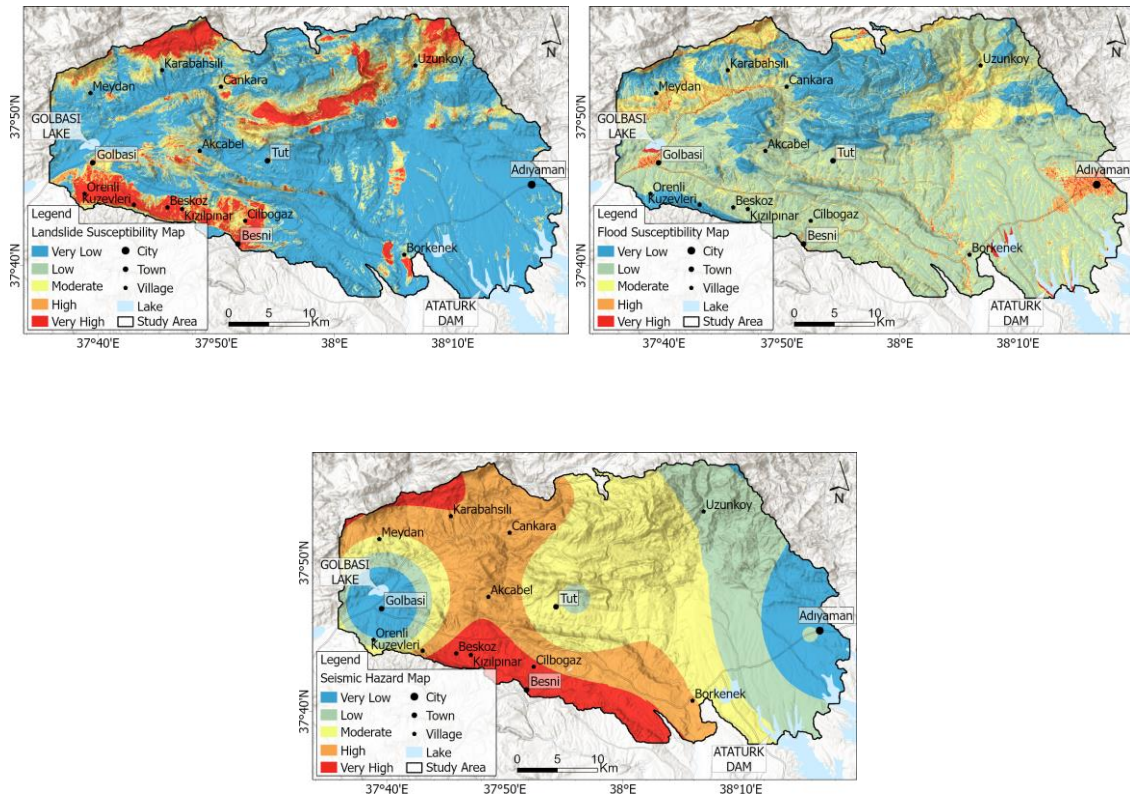 N
Karabahsılı
Uzunkoy
Cankara
Meydan
37°50'N
GOLBASI
LAKE
Akcabel
Tut
Golbasi
Adıyaman
Orenli
Kuzevleri
Beskoz
Kızılpınar
Cilbogaz
Legend
Landslide Susceptibility Map
Besni
Borkenek
Very Low
City
Low
Town
Moderate
Village
High
Lake
Very High
Study Area
0 5 10
Km
ATATURK
DAM
37°40'N
37°40'E 37°50'E 38°E 38°10'E
N
Karabahsılı
Uzunkoy
Cankara
Meydan
37°50'N
GOLBASI
LAKE
Akcabel
Tut
Golbasi
Adıyaman
Orenli
Kuzevleri
Beskoz
Kızılpınar
Cilbogaz
Legend
Flood Susceptibility Map
Besni
Borkenek
Very Low
City
Low
Town
Moderate
Village
High
Lake
Very High
Study Area
0 5 10
Km
ATATURK
DAM
37°40'N
37°40'E 37°50'E 38°E 38°10'E
N
Karabahsılı
Uzunkoy
Cankara
Meydan
37°50'N
GOLBASI
LAKE
Akcabel
Tut
Golbasi
Adıyaman
Orenli
Kuzevleri
Beskoz
Kızılpınar
Cilbogaz
Legend
Seismic Hazard Map
Besni
Borkenek
Very Low
City
Low
Town
Moderate
Village
High
Lake
Very High
Study Area
0 5 10
Km
ATATURK
DAM
37°40'N
37°40'E 37°50'E 38°E 38°10'E